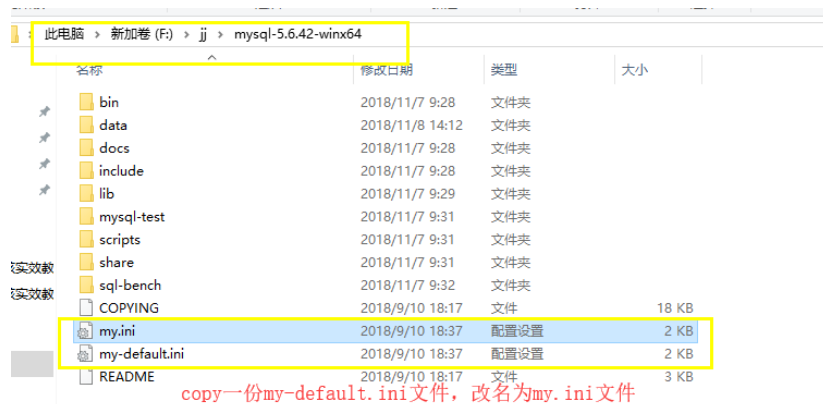 此电脑 › 新加卷 (F:) › jj › mysql-5.6.42-winx64
名称 修改日期 类型 大小
bin 2018/11/7 9:28 文件夹
data 2018/11/8 14:12 文件夹
docs 2018/11/7 9:28 文件夹
include 2018/11/7 9:28 文件夹
lib 2018/11/7 9:29 文件夹
mysql-test 2018/11/7 9:31 文件夹
scripts 2018/11/7 9:31 文件夹
share 2018/11/7 9:31 文件夹
sql-bench 2018/11/7 9:32 文件夹
COPYING 2018/9/10 18:17 文件 18 KB
my.ini 2018/9/10 18:37 配置设置 2 KB
my-default.ini 2018/9/10 18:37 配置设置 2 KB
README 2018/9/10 18:17 文件 3 KB
copy一份my-default.ini文件，改名为my.ini文件
实效教
实效教